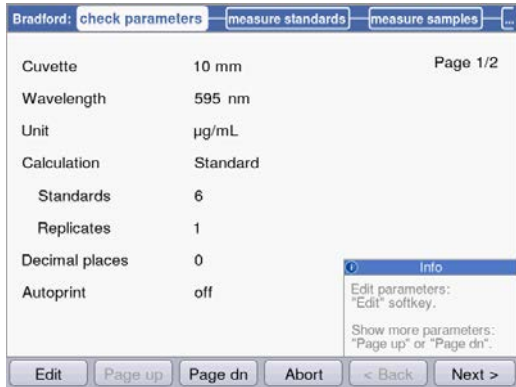 Bradford: check parameters measure standards measure samples ...
Cuvette 10 mm Page 1/2
Wavelength 595 nm
Unit µg/mL
Calculation Standard
Standards 6
Replicates 1
Decimal places 0
Autoprint off
Info
Edit parameters:
"Edit" softkey.
Show more parameters:
"Page up" or "Page dn".
Edit Page up Page dn Abort < Back Next >